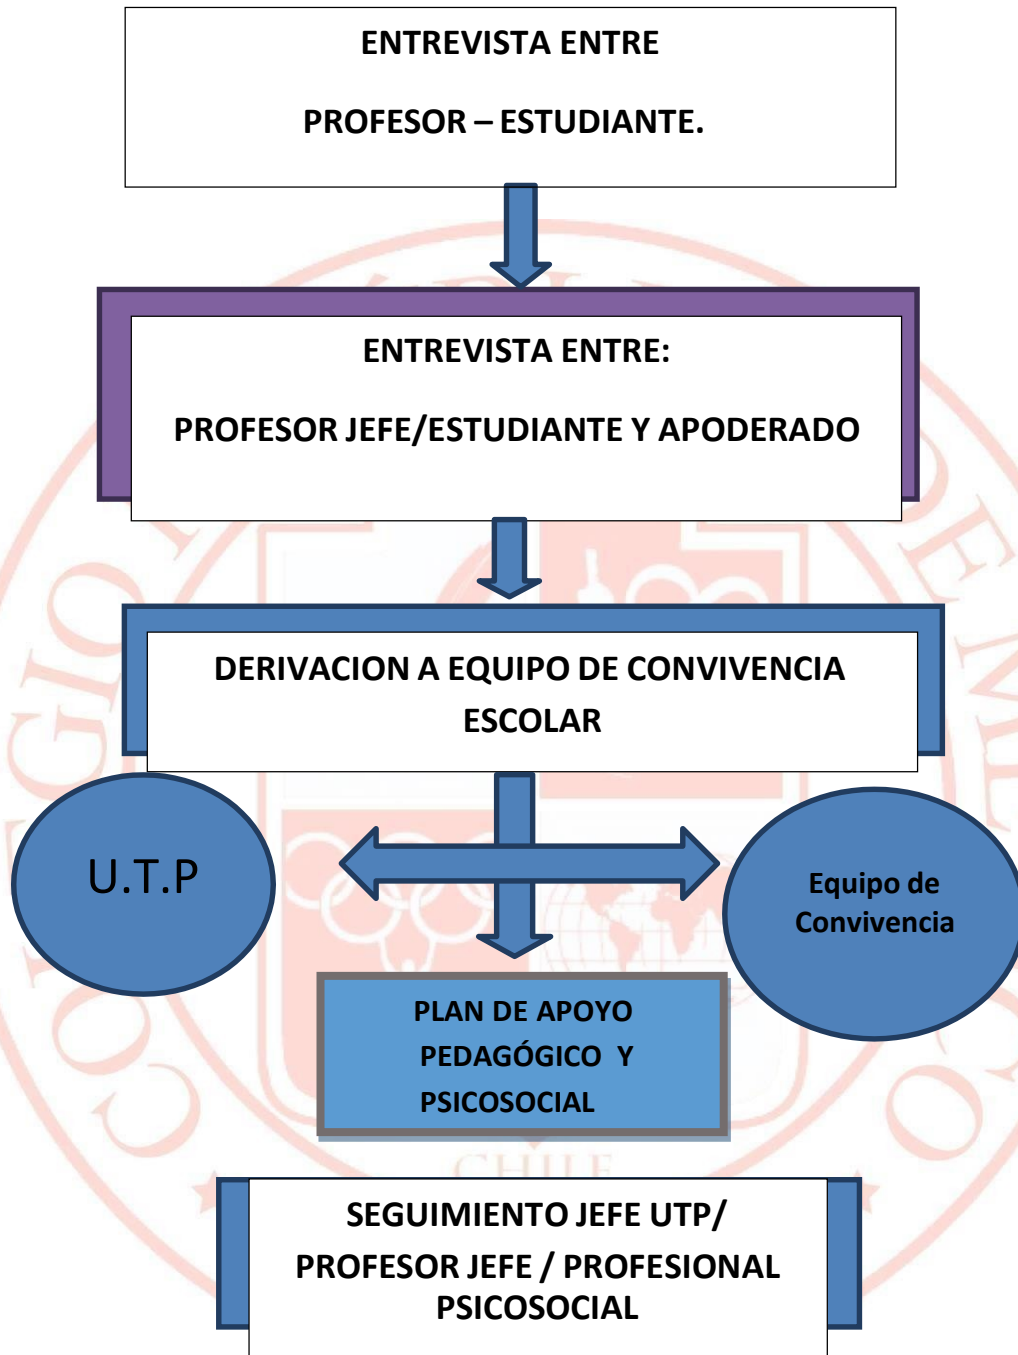 ENTREVISTA ENTRE
PROFESOR – ESTUDIANTE.
ENTREVISTA ENTRE:
PROFESOR JEFE/ESTUDIANTE Y APODERADO
DERIVACION A EQUIPO DE CONVIVENCIA
ESCOLAR
U.T.P
Equipo de
Convivencia
PLAN DE APOYO
PEDAGÓGICO Y
PSICOSOCIAL
CHILE
SEGUIMIENTO JEFE UTP/
PROFESOR JEFE / PROFESIONAL
PSICOSOCIAL